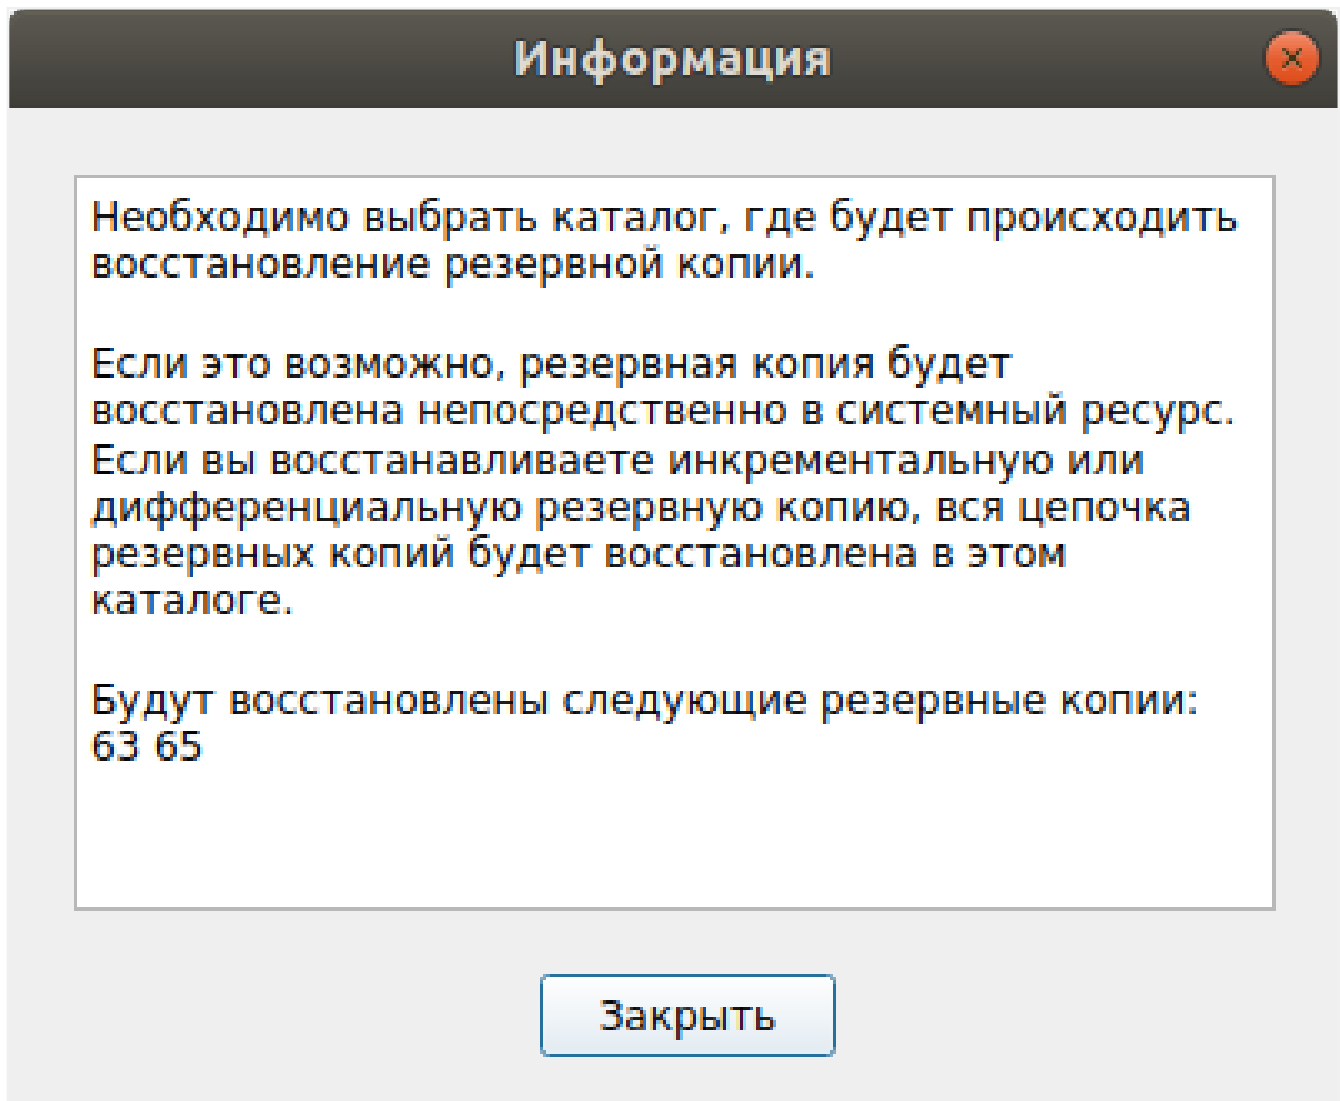 Информация
Необходимо выбрать каталог, где будет происходить
восстановление резервной копии.
Если это возможно, резервная копия будет
восстановлена непосредственно в системный ресурс.
Если вы восстанавливаете инкрементальную или
дифференциальную резервную копию, вся цепочка
резервных копий будет восстановлена в этом
каталоге.
Будут восстановлены следующие резервные копии:
63 65
Закрыть